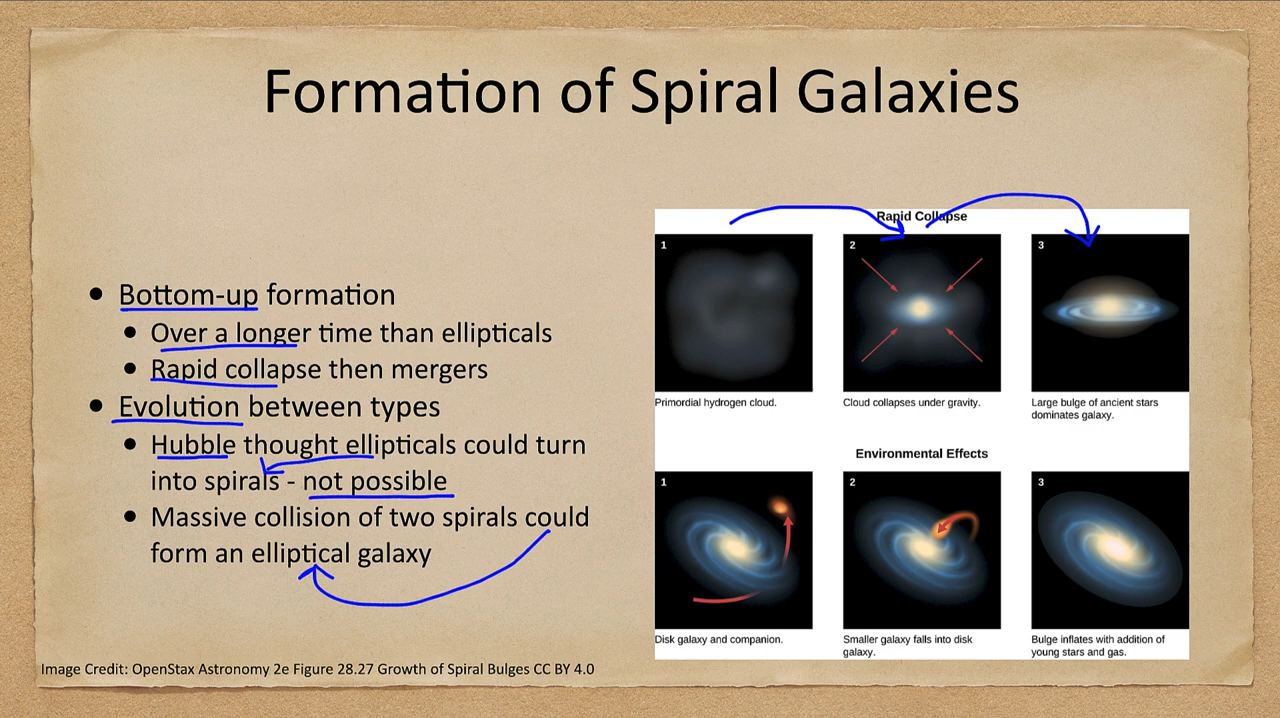 Formation of Spiral Galaxies
• Bottom-up formation
• Over a longer time than ellipticals
• Rapid collapse then mergers
• Evolution between types
• Hubble thought ellipticals could turn
into spirals - not possible
• Massive collision of two spirals could
form an elliptical galaxy
Rapid Collapse
1
2
3
Primordial hydrogen cloud.
Cloud collapses under gravity.
Large bulge of ancient stars
dominates galaxy.
Environmental Effects
1
2
3
Disk galaxy and companion.
Smaller galaxy falls into disk
galaxy.
Bulge inflates with addition of
young stars and gas.
Image Credit: OpenStax Astronomy 2e Figure 28.27 Growth of Spiral Bulges CC BY 4.0